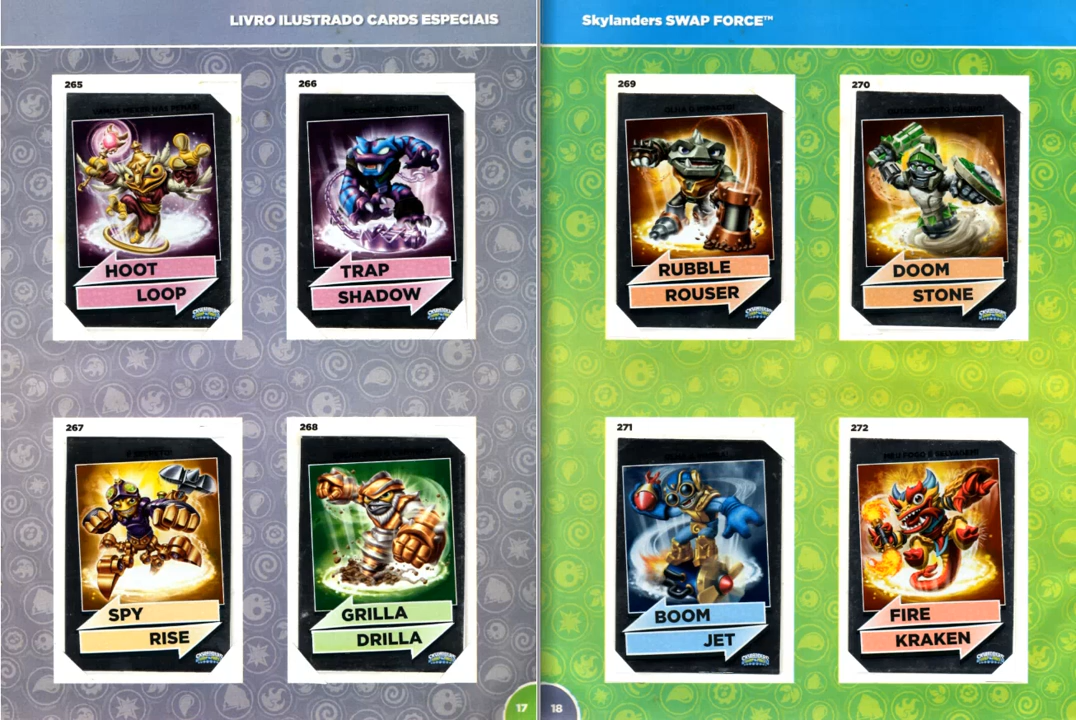 LIVRO ILUSTRADO CARDS ESPECIAIS
265
HOOT
LOOP
266
TRAP
SHADOW
267
SPY
RISE
268
GRILLA
DRILLA
17
Skylanders SWAP FORCE™
269
RUBBLE
ROUSER
270
DOOM
STONE
271
BOOM
JET
272
FIRE
KRAKEN
18